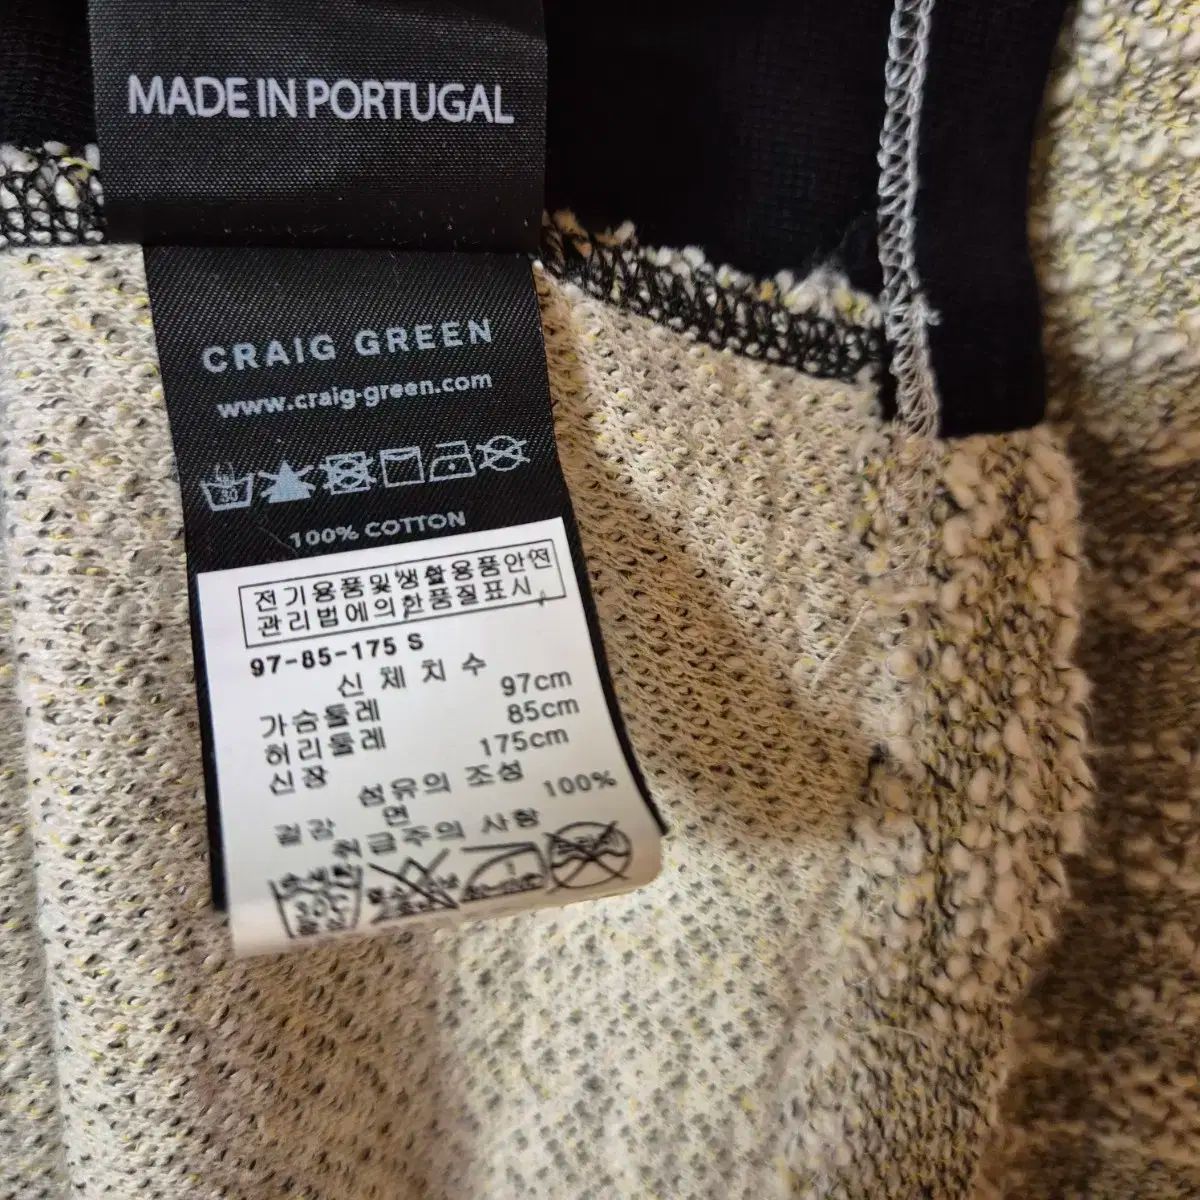 MADE IN PORTUGAL
CRAIG GREEN
www.craig-green.com
30
100% COTTON
전기용품및생활용품안전
관리법에의한품질표시
97-85-175 S
신체치수
가슴둘레 97cm
허리둘레 85cm
신장 175cm
섬유의 조성
겉감 면 100%
취급주의 사항